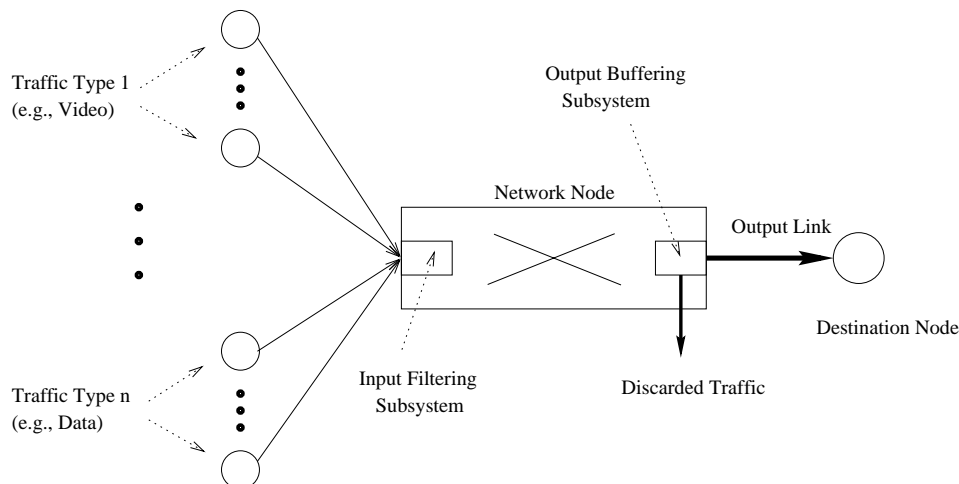 Traffic Type 1
(e.g., Video)
Output Buffering
Subsystem
Network Node
Output Link
Destination Node
Traffic Type n
(e.g., Data)
Input Filtering
Subsystem
Discarded Traffic